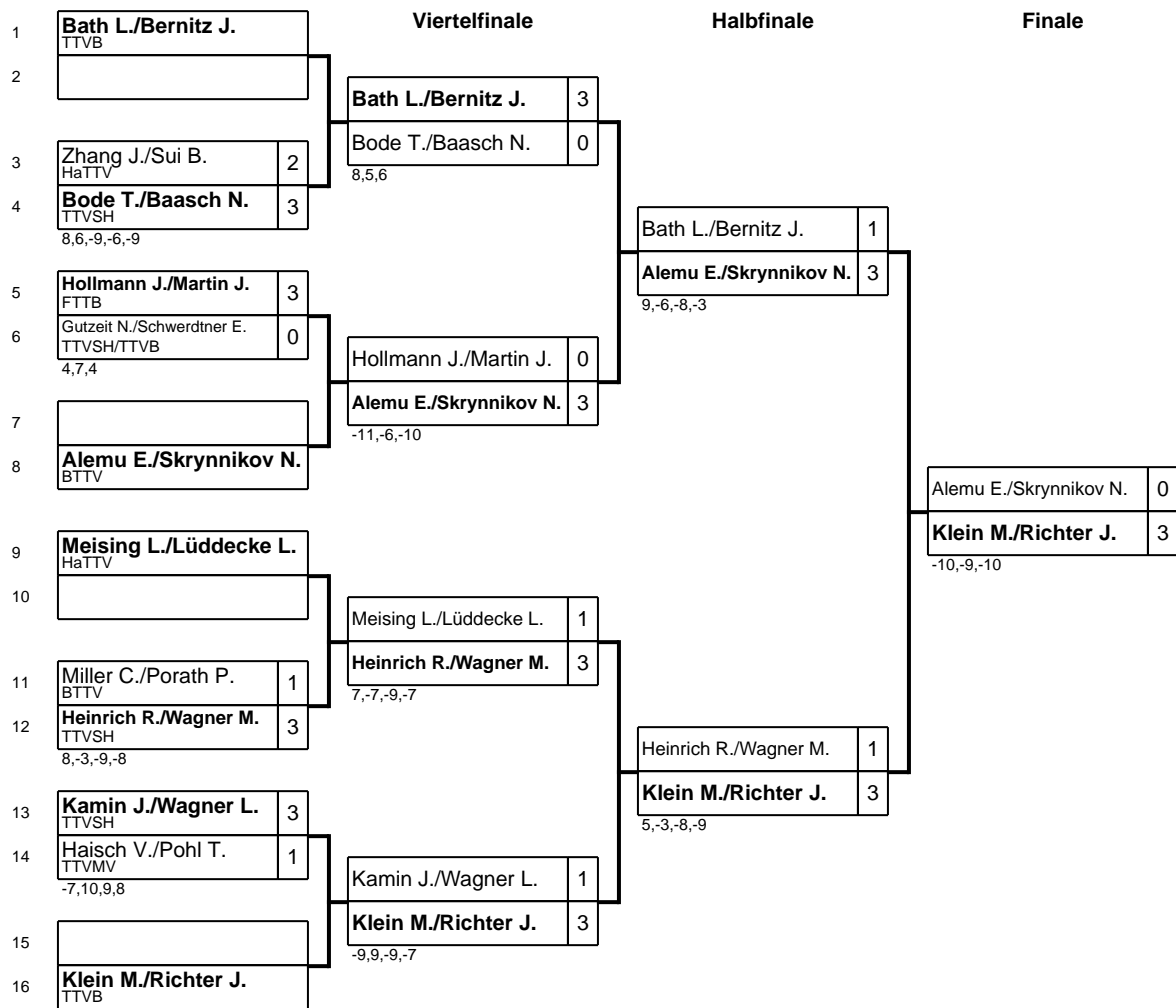 Viertelfinale
Halbfinale
Finale
1
Bath L./Bernitz J.
TTVB
2
3
Zhang J./Sui B.
HaTTV
2
4
Bode T./Baasch N.
TTVSH
3
8,6,-9,-6,-9
5
Hollmann J./Martin J.
FTTB
3
6
Gutzeit N./Schwerdtner E.
TTVSH/TTVB
0
4,7,4
7
8
Alemu E./Skrynnikov N.
BTTV
9
Meising L./Lüddecke L.
HaTTV
10
11
Miller C./Porath P.
BTTV
1
12
Heinrich R./Wagner M.
TTVSH
3
8,-3,-9,-8
13
Kamin J./Wagner L.
TTVSH
3
14
Haisch V./Pohl T.
TTVMV
1
-7,10,9,8
15
16
Klein M./Richter J.
TTVB
Bath L./Bernitz J. 3
Bode T./Baasch N. 0
8,5,6
Hollmann J./Martin J. 0
Alemu E./Skrynnikov N. 3
-11,-6,-10
Meising L./Lüddecke L. 1
Heinrich R./Wagner M. 3
7,-7,-9,-7
Kamin J./Wagner L. 1
Klein M./Richter J. 3
-9,9,-9,-7
Bath L./Bernitz J. 1
Alemu E./Skrynnikov N. 3
9,-6,-8,-3
Heinrich R./Wagner M. 1
Klein M./Richter J. 3
5,-3,-8,-9
Alemu E./Skrynnikov N. 0
Klein M./Richter J. 3
-10,-9,-10